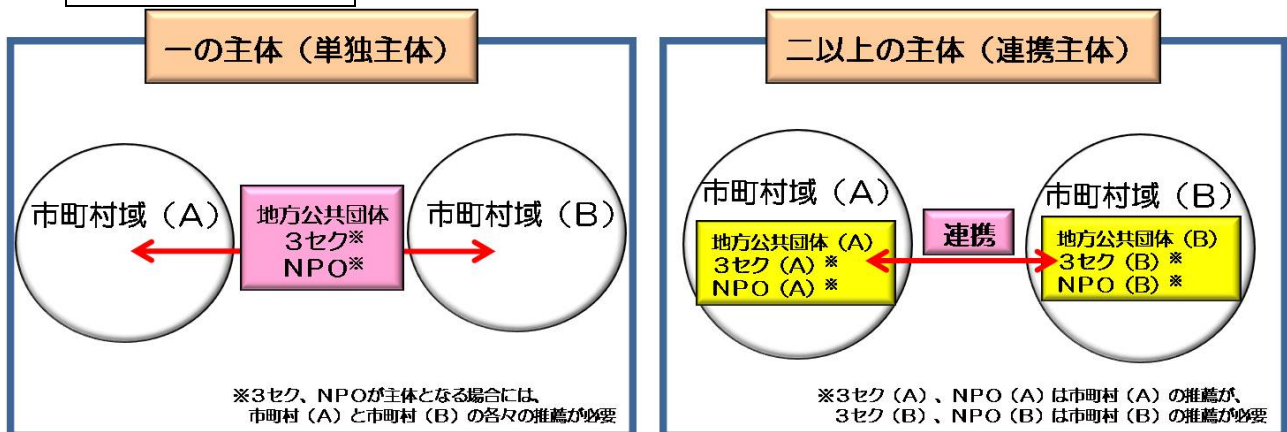 一の主体（単独主体）
市町村域（A）
地方公共団体
３セク※
NPO※
市町村域（B）
※３セク、NPOが主体となる場合には、
市町村（A）と市町村（B）の各々の推薦が必要
二以上の主体（連携主体）
市町村域（A）
地方公共団体（A）
３セク（A）※
NPO（A）※
連携
市町村域（B）
地方公共団体（B）
３セク（B）※
NPO（B）※
※３セク（A）、NPO（A）は市町村（A）の推薦が、
３セク（B）、NPO（B）は市町村（B）の推薦が必要